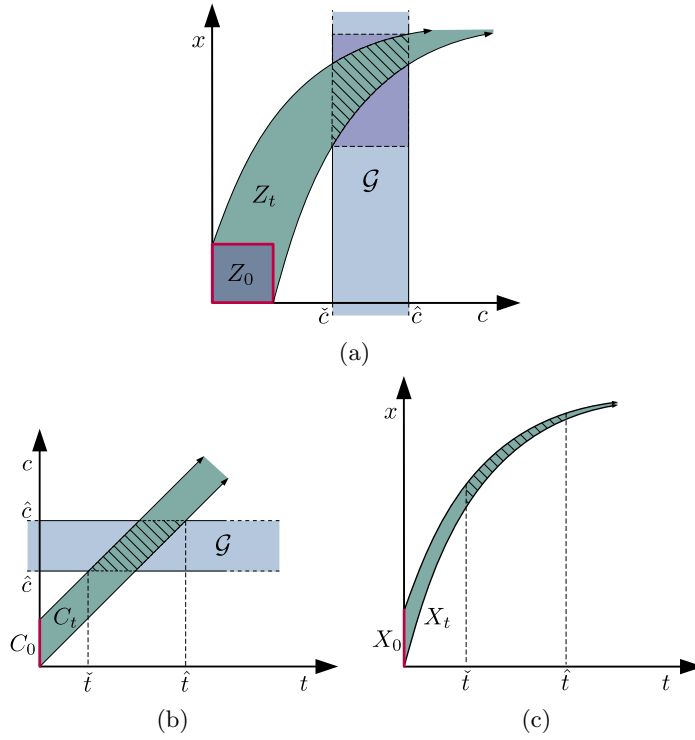 x
Z_t
𝒢
Z_0
č
ĉ
c
(a)
c
ĉ
𝒢
ĉ
C_t
C_0
ť
t̂
t
(b)
x
X_0
X_t
ť
t̂
t
(c)